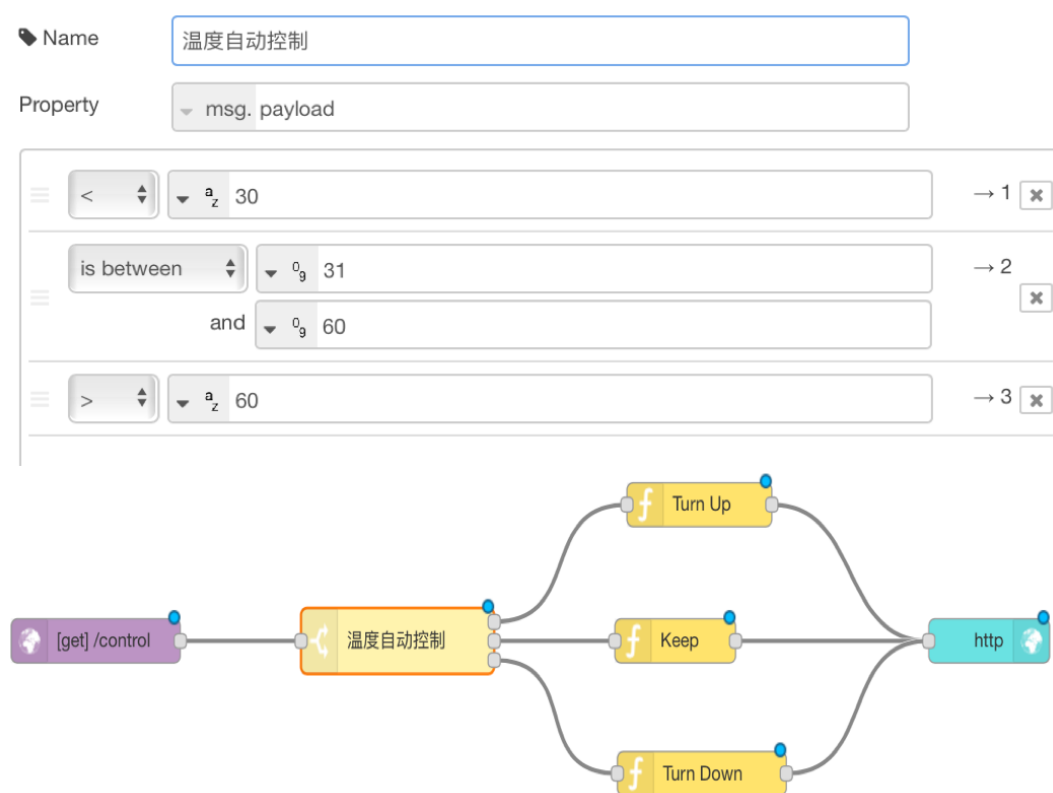 Name 温度自动控制
Property msg. payload
< az 30 → 1
is between 09 31 → 2
and 09 60
> az 60 → 3
Turn Up
[get] /control 温度自动控制 Keep http
Turn Down